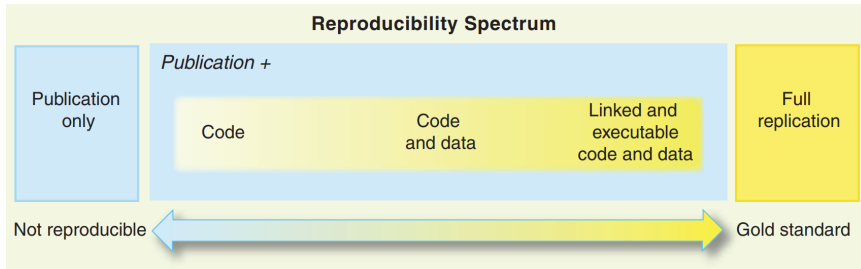 Reproducibility Spectrum
Publication +
Publication
only
Code
Code
and data
Linked and
executable
code and data
Full
replication
Not reproducible
Gold standard